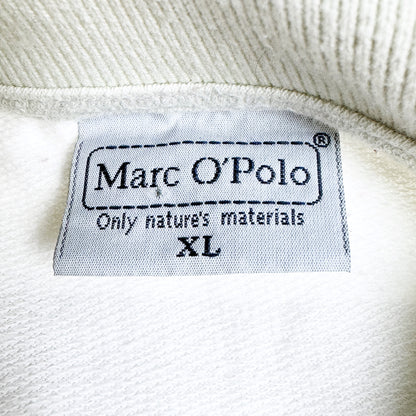 Marc O'Polo®
Only nature's materials
XL